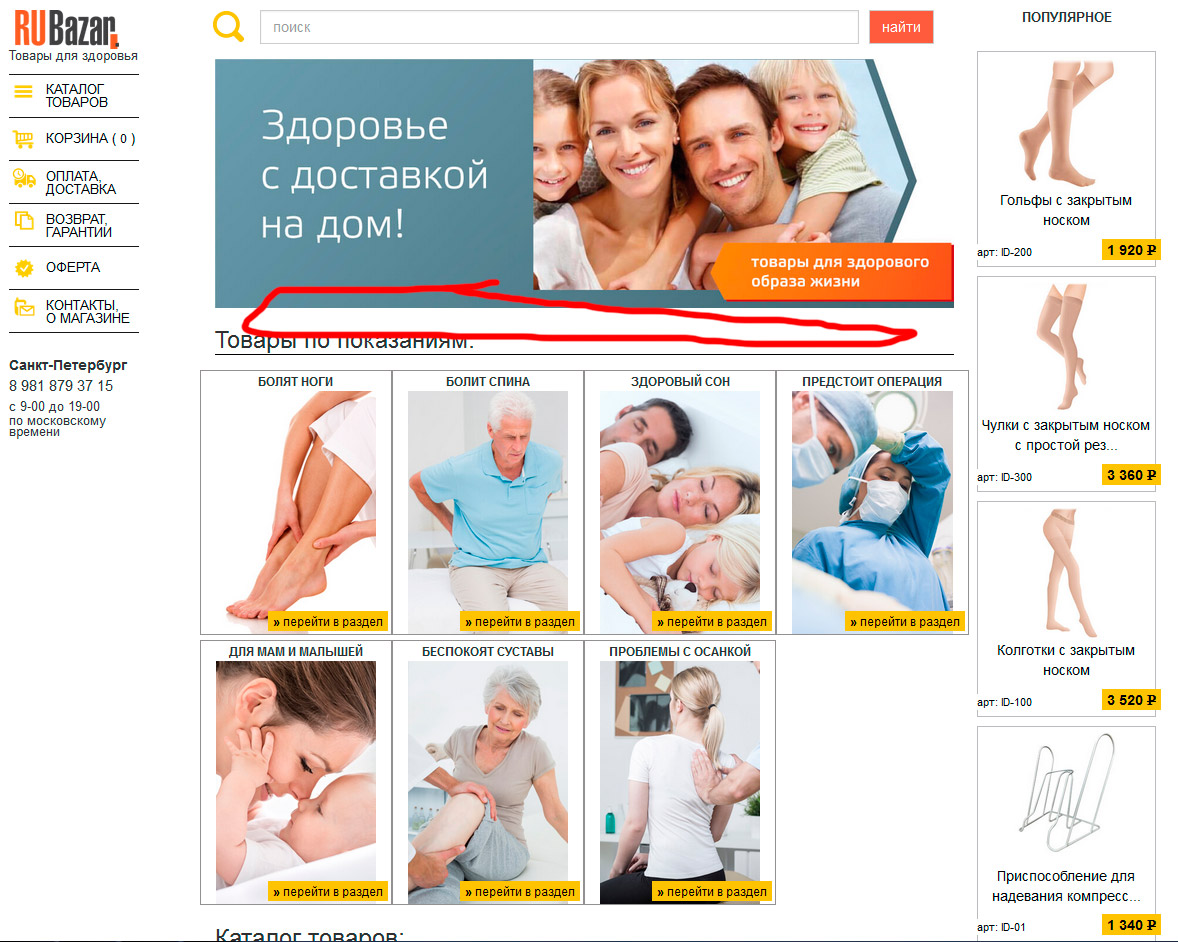 RUBazar.
Товары для здоровья
КАТАЛОГ
ТОВАРОВ
КОРЗИНА ( 0 )
ОПЛАТА,
ДОСТАВКА
ВОЗВРАТ,
ГАРАНТИИ
ОФЕРТА
КОНТАКТЫ,
О МАГАЗИНЕ
Санкт-Петербург
8 981 879 37 15
с 9-00 до 19-00
по московскому
времени
поиск
найти
Здоровье
с доставкой
на дом!
товары для здорового
образа жизни
Товары по показаниям:
БОЛЯТ НОГИ
» перейти в раздел
БОЛИТ СПИНА
» перейти в раздел
ЗДОРОВЫЙ СОН
» перейти в раздел
ПРЕДСТОИТ ОПЕРАЦИЯ
» перейти в раздел
ДЛЯ МАМ И МАЛЫШЕЙ
» перейти в раздел
БЕСПОКОЯТ СУСТАВЫ
» перейти в раздел
ПРОБЛЕМЫ С ОСАНКОЙ
» перейти в раздел
Каталог товаров:
ПОПУЛЯРНОЕ
Гольфы с закрытым
носком
арт: ID-200
1 920 ₽
Чулки с закрытым носком
с простой рез...
арт: ID-300
3 360 ₽
Колготки с закрытым
носком
арт: ID-100
3 520 ₽
Приспособление для
надевания компресс...
арт: ID-01
1 340 ₽